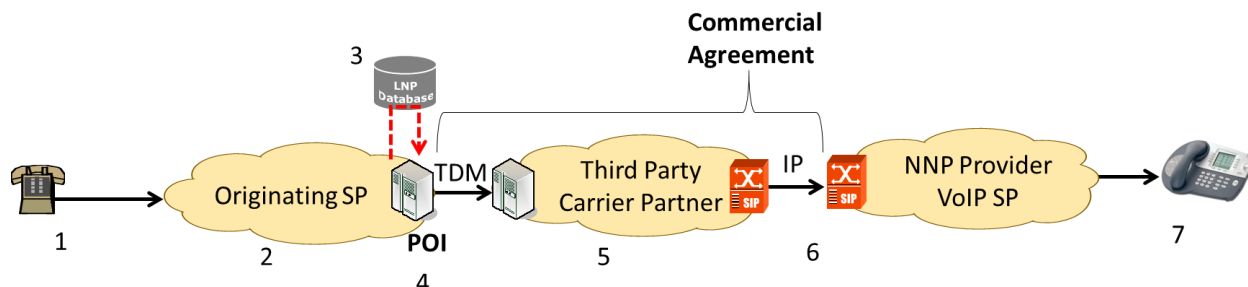 Commercial
Agreement
3
LNP
Database
TDM
IP
Originating SP
Third Party
Carrier Partner
SIP
SIP
NNP Provider
VoIP SP
POI
1
2
4
5
6
7